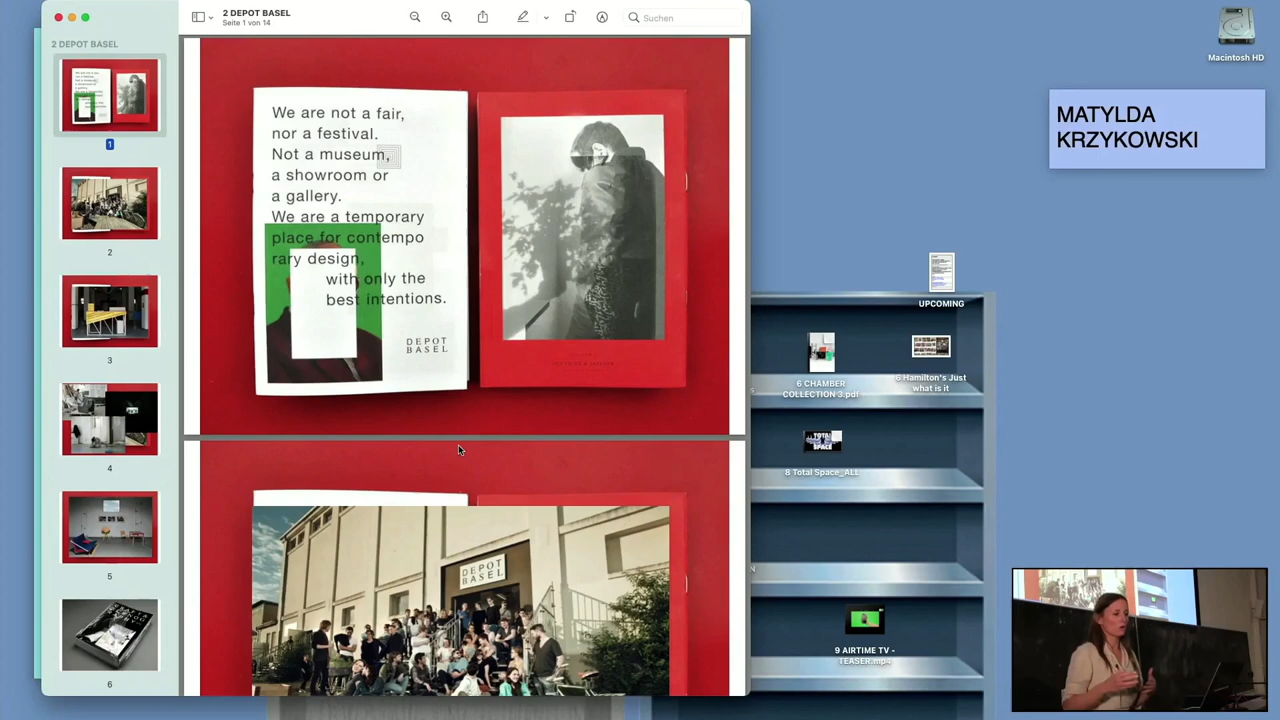 2 DEPOT BASEL
2 DEPOT BASEL
Seite 1 von 14
Suchen
1
2
3
4
5
6
We are not a fair,
nor a festival.
Not a museum,
a showroom or
a gallery.
We are a temporary
place for contempo
rary design,
with only the
best intentions.
DEPOT
BASEL
DEPOT
BASEL
Macintosh HD
MATYLDA
KRZYKOWSKI
UPCOMING
6 CHAMBER
COLLECTION 3.pdf
6 Hamilton's Just
what is it
TOTAL
SPACE
8 Total Space_ALL
9 AIRTIME TV -
TEASER.mp4